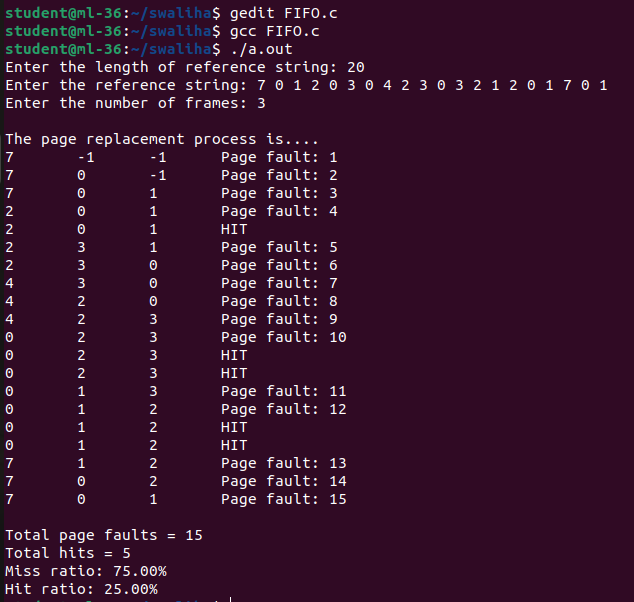 student@ml-36:~/swaliha$ gedit FIFO.c
student@ml-36:~/swaliha$ gcc FIFO.c
student@ml-36:~/swaliha$ ./a.out
Enter the length of reference string: 20
Enter the reference string: 7 0 1 2 0 3 0 4 2 3 0 3 2 1 2 0 1 7 0 1
Enter the number of frames: 3

The page replacement process is....
7	-1	-1	Page fault: 1
7	0	-1	Page fault: 2
7	0	1	Page fault: 3
2	0	1	Page fault: 4
2	0	1	HIT
2	3	1	Page fault: 5
2	3	0	Page fault: 6
4	3	0	Page fault: 7
4	2	0	Page fault: 8
4	2	3	Page fault: 9
0	2	3	Page fault: 10
0	2	3	HIT
0	2	3	HIT
0	1	3	Page fault: 11
0	1	2	Page fault: 12
0	1	2	HIT
0	1	2	HIT
7	1	2	Page fault: 13
7	0	2	Page fault: 14
7	0	1	Page fault: 15

Total page faults = 15
Total hits = 5
Miss ratio: 75.00%
Hit ratio: 25.00%